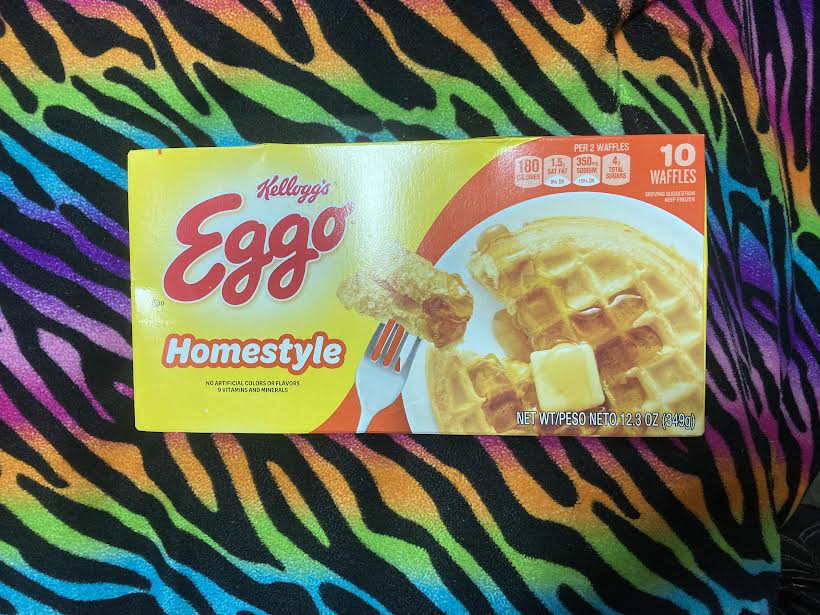 Kellogg's
Eggo
Homestyle
NO ARTIFICIAL COLORS OR FLAVORS
9 VITAMINS AND MINERALS
PER 2 WAFFLES
180 CALORIES
1.5g SAT FAT 8% DV
350mg SODIUM 15% DV
4g TOTAL SUGARS
10
WAFFLES
SERVING SUGGESTION
KEEP FROZEN
NET WT/PESO NETO 12.3 OZ (349g)